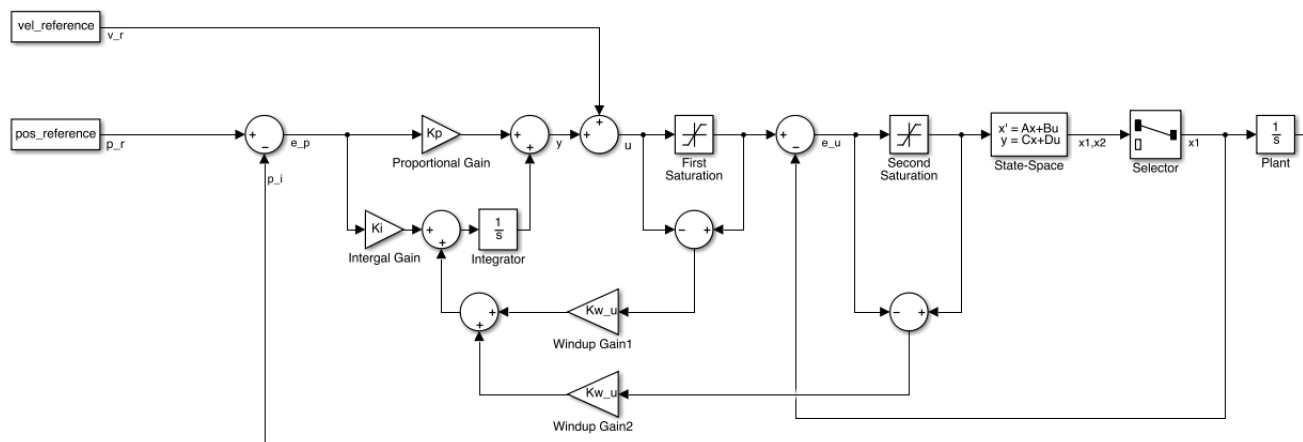 vel_reference
v_r
pos_reference
p_r
+
−
e_p
p_i
Kp
Proportional Gain
+
+
y
+
+
u
First
Saturation
+
−
e_u
Second
Saturation
x' = Ax+Bu
y = Cx+Du
State-Space
x1,x2
Selector
x1
1
s
Plant
Ki
Intergal Gain
+
+
1
s
Integrator
−
+
+
+
Kw_u
Windup Gain1
−
+
Kw_u
Windup Gain2